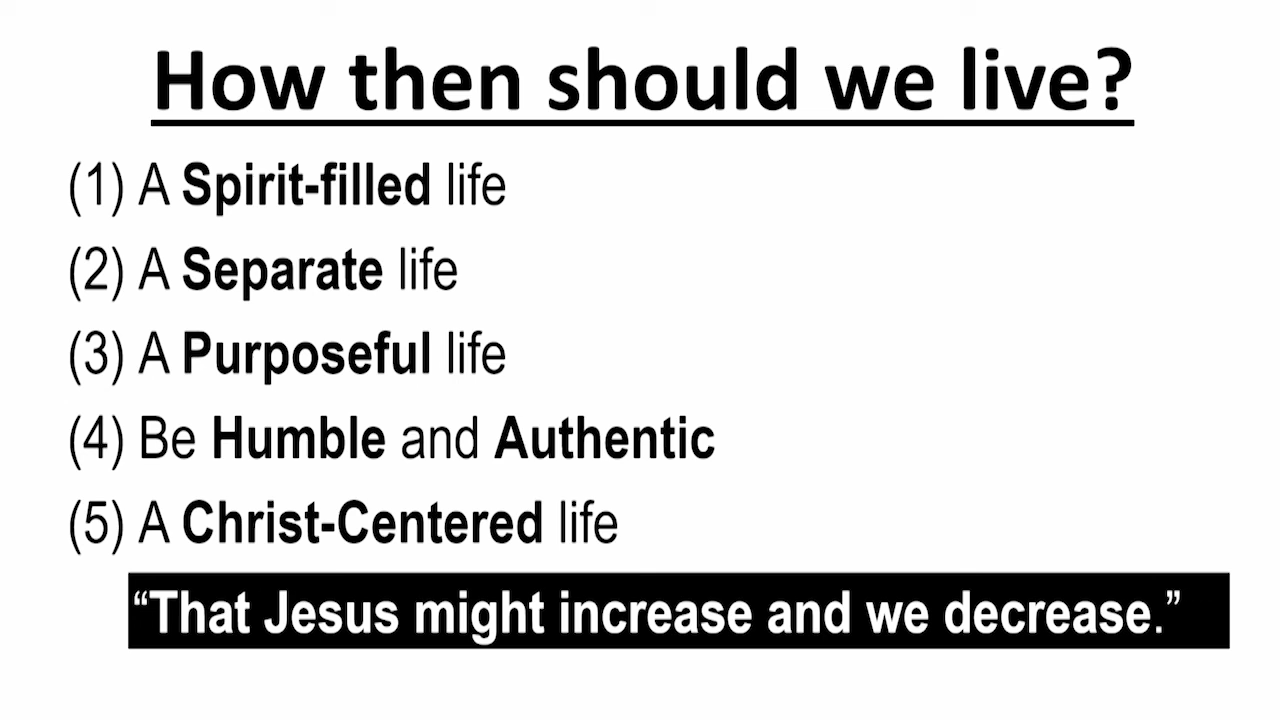 How then should we live?
(1) A Spirit-filled life
(2) A Separate life
(3) A Purposeful life
(4) Be Humble and Authentic
(5) A Christ-Centered life
“That Jesus might increase and we decrease.”